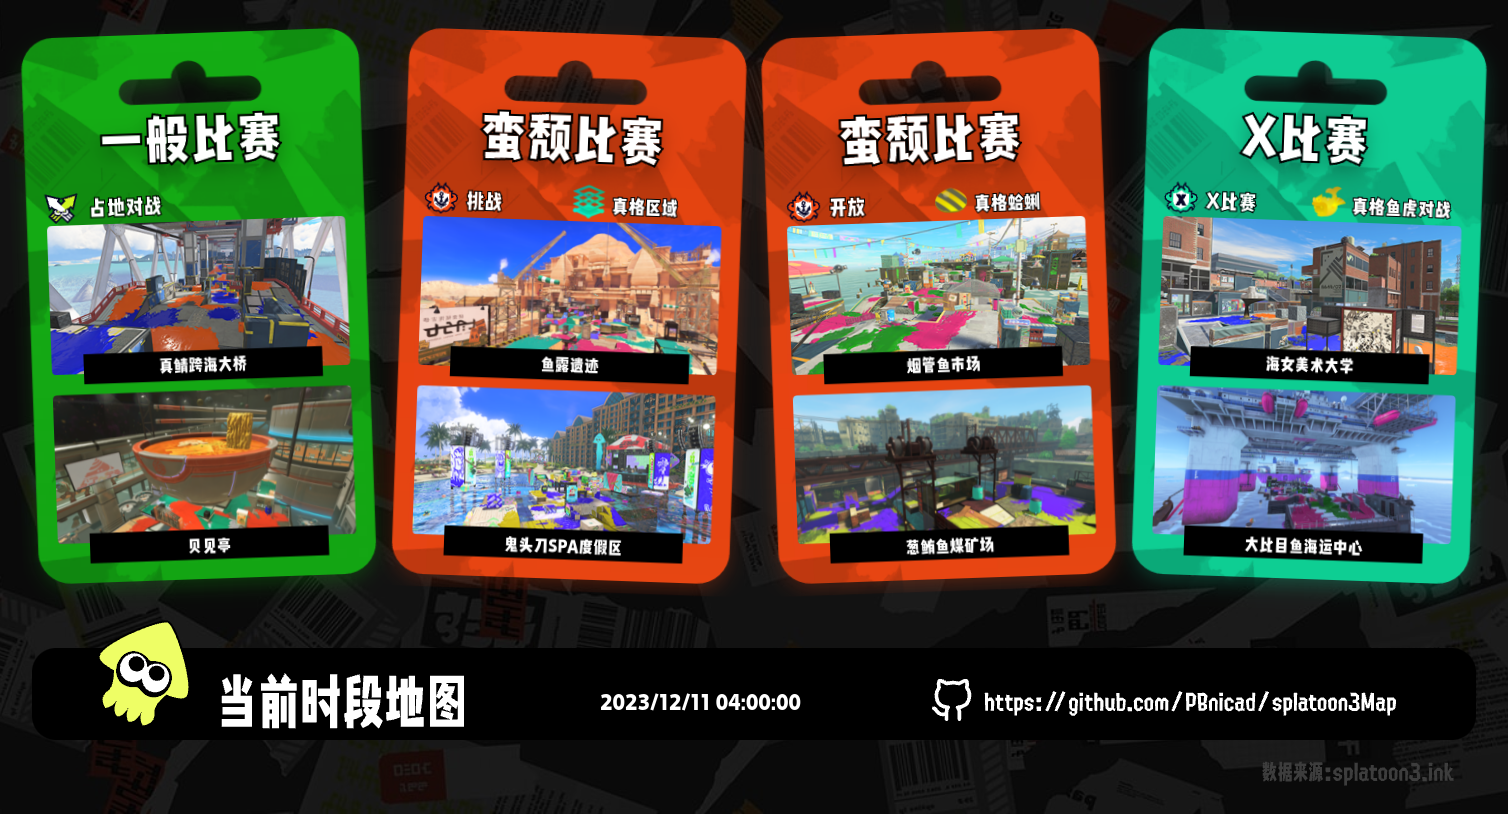 一般比赛
占地对战
真鲭跨海大桥
贝见亭
蛮颓比赛
挑战
真格区域
鱼露遗迹
鬼头刀SPA度假区
蛮颓比赛
开放
真格蛤蜊
烟管鱼市场
葱鲔鱼煤矿场
X比赛
X比赛
真格鱼虎对战
海女美术大学
大比目鱼海运中心
当前时段地图
2023/12/11 04:00:00
https://github.com/PBnicad/splatoon3Map
数据来源:splatoon3.ink